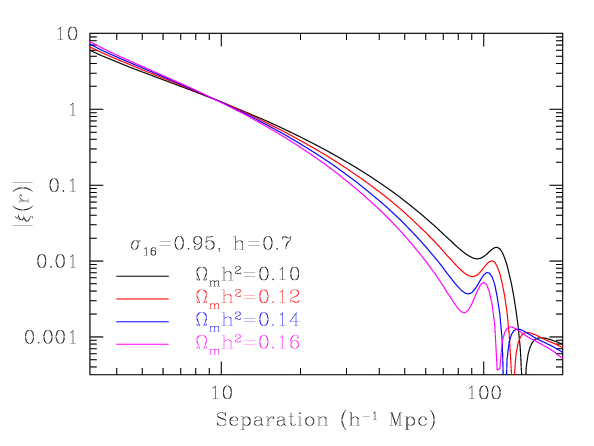 10
1
0.1
0.01
0.001
|ξ(r)|
σ₁₆=0.95, h=0.7
Ωₘh²=0.10
Ωₘh²=0.12
Ωₘh²=0.14
Ωₘh²=0.16
10 100
Separation (h⁻¹ Mpc)